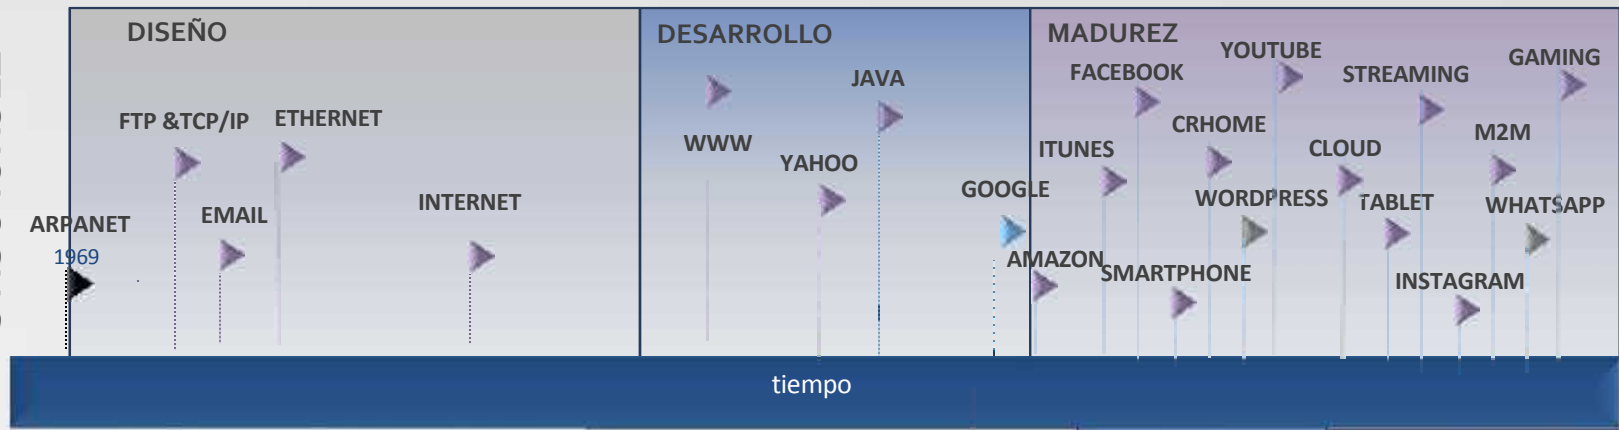 DISEÑO
DESARROLLO
MADUREZ
YOUTUBE
GAMING
FACEBOOK
STREAMING
JAVA
FTP &TCP/IP
ETHERNET
CRHOME
M2M
WWW
ITUNES
CLOUD
YAHOO
GOOGLE
INTERNET
WORDPRESS
TABLET
WHATSAPP
EMAIL
ARPANET
1969
AMAZON
SMARTPHONE
INSTAGRAM
tiempo